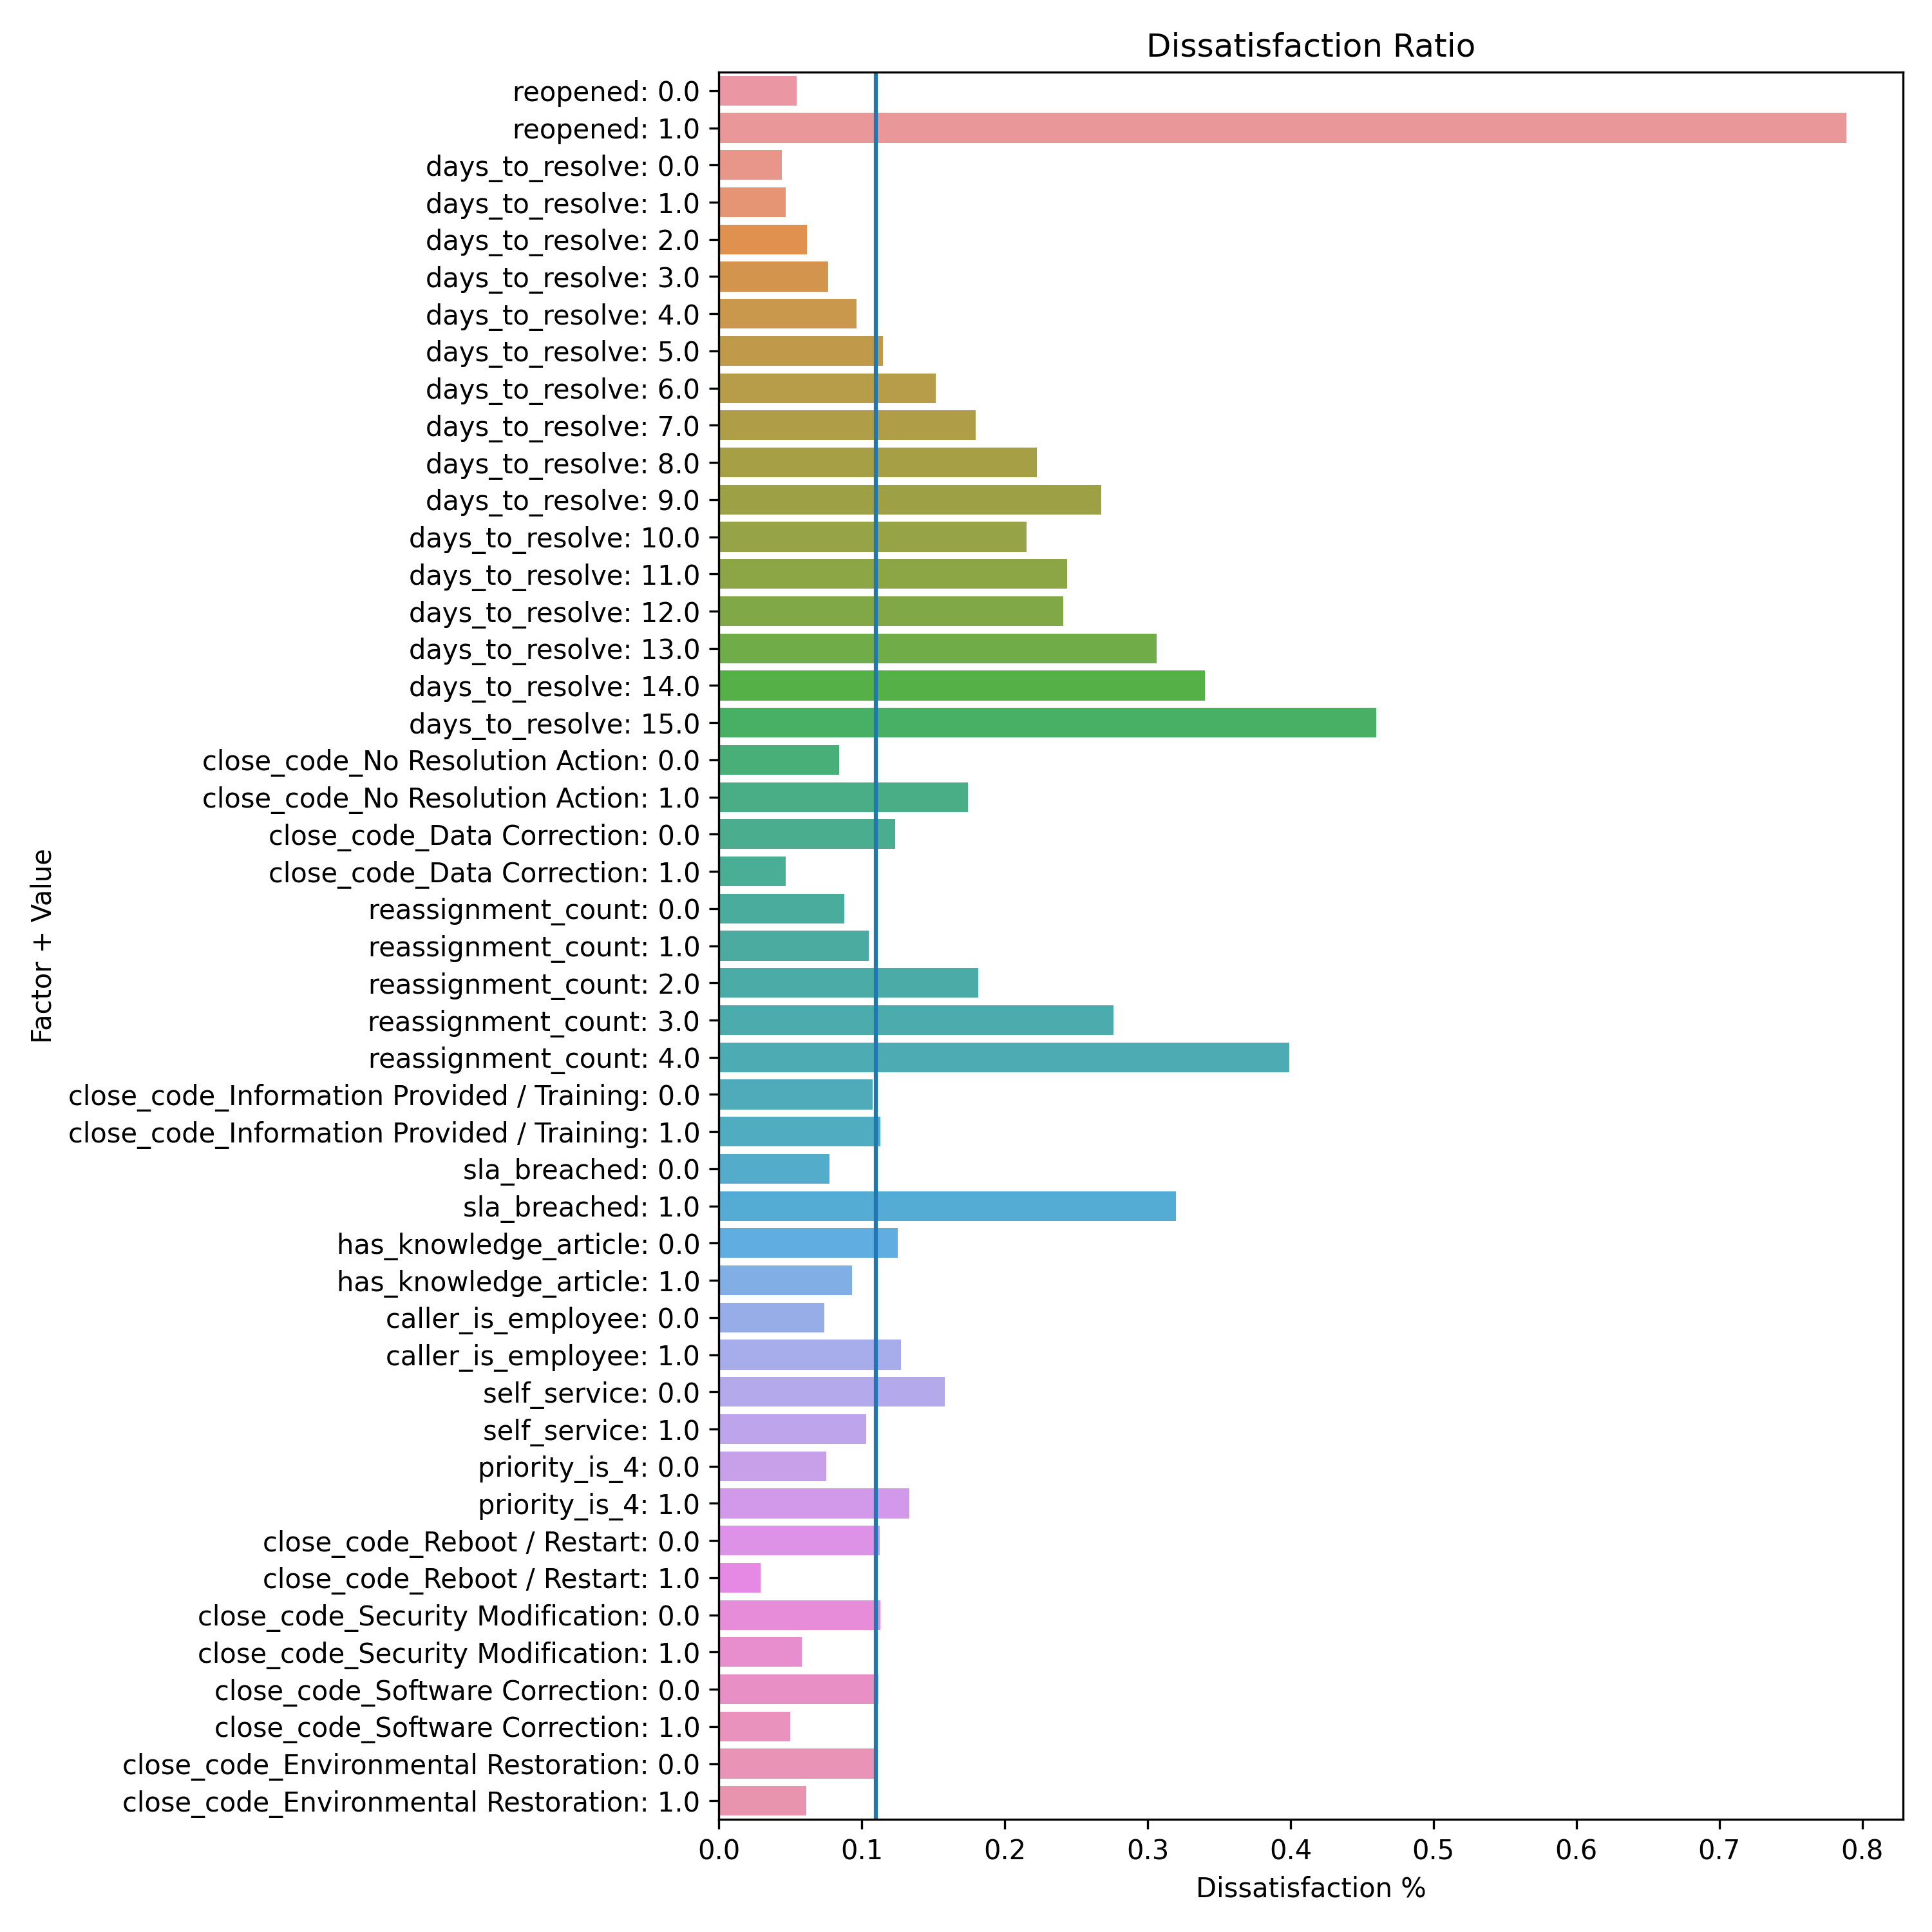 Dissatisfaction Ratio
reopened: 0.0
reopened: 1.0
days_to_resolve: 0.0
days_to_resolve: 1.0
days_to_resolve: 2.0
days_to_resolve: 3.0
days_to_resolve: 4.0
days_to_resolve: 5.0
days_to_resolve: 6.0
days_to_resolve: 7.0
days_to_resolve: 8.0
days_to_resolve: 9.0
days_to_resolve: 10.0
days_to_resolve: 11.0
days_to_resolve: 12.0
days_to_resolve: 13.0
days_to_resolve: 14.0
days_to_resolve: 15.0
close_code_No Resolution Action: 0.0
close_code_No Resolution Action: 1.0
close_code_Data Correction: 0.0
close_code_Data Correction: 1.0
reassignment_count: 0.0
reassignment_count: 1.0
reassignment_count: 2.0
reassignment_count: 3.0
reassignment_count: 4.0
close_code_Information Provided / Training: 0.0
close_code_Information Provided / Training: 1.0
sla_breached: 0.0
sla_breached: 1.0
has_knowledge_article: 0.0
has_knowledge_article: 1.0
caller_is_employee: 0.0
caller_is_employee: 1.0
self_service: 0.0
self_service: 1.0
priority_is_4: 0.0
priority_is_4: 1.0
close_code_Reboot / Restart: 0.0
close_code_Reboot / Restart: 1.0
close_code_Security Modification: 0.0
close_code_Security Modification: 1.0
close_code_Software Correction: 0.0
close_code_Software Correction: 1.0
close_code_Environmental Restoration: 0.0
close_code_Environmental Restoration: 1.0
Factor + Value
0.0 0.1 0.2 0.3 0.4 0.5 0.6 0.7 0.8
Dissatisfaction %